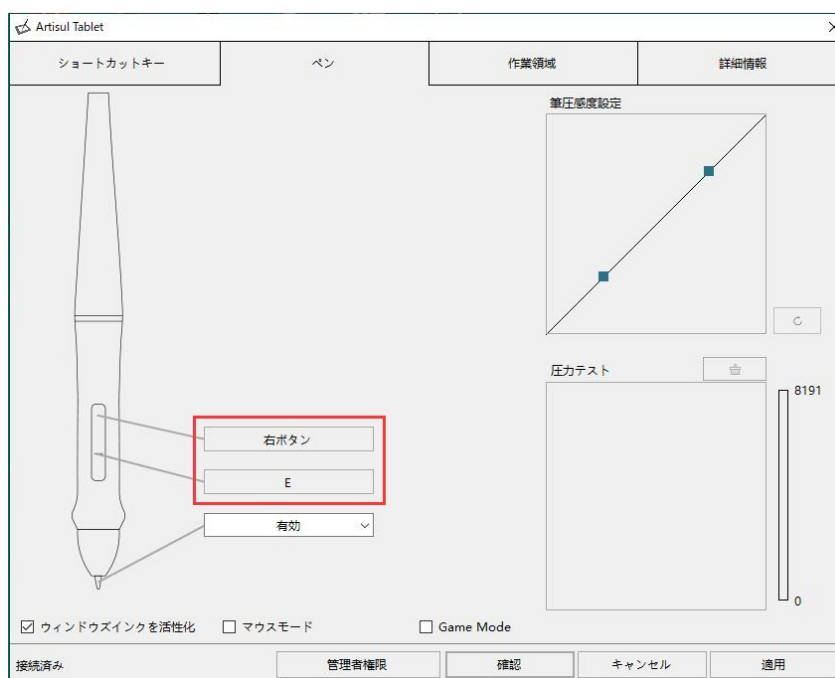 Artisul Tablet
ショートカットキー
ペン
作業領域
詳細情報
筆圧感度設定
圧力テスト
8191
右ボタン
E
有効
0
ウィンドウズインクを活性化
マウスモード
Game Mode
接続済み
管理者権限
確認
キャンセル
適用